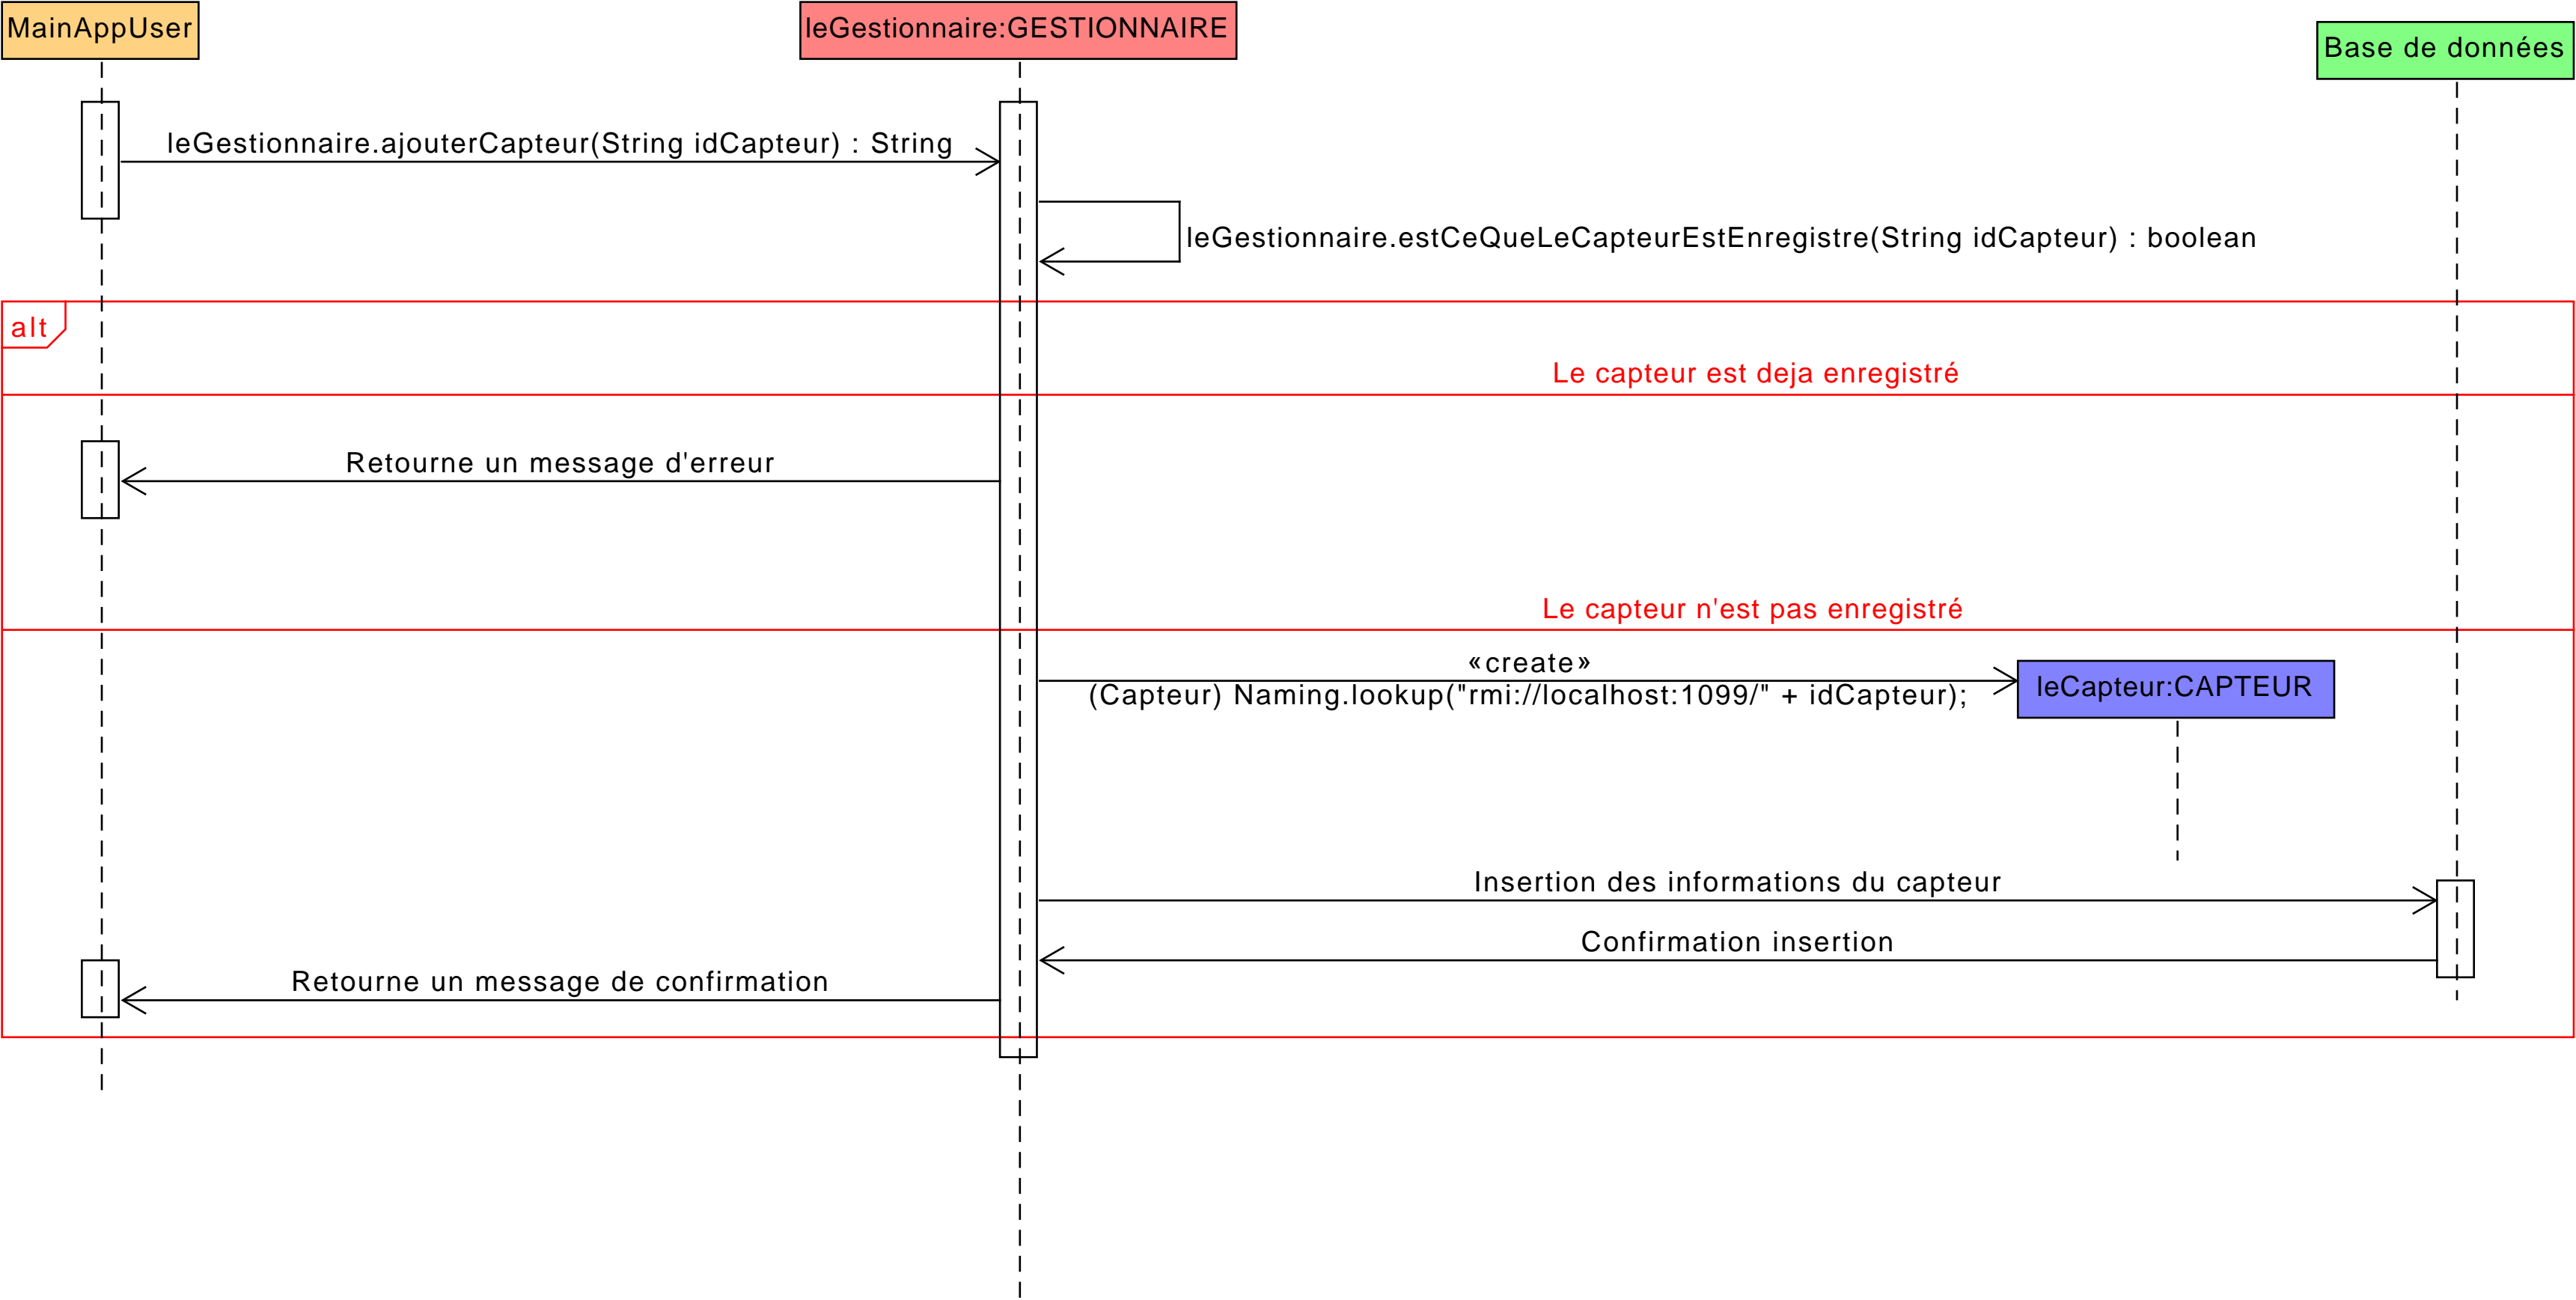 MainAppUser
leGestionnaire:GESTIONNAIRE
Base de données
leGestionnaire.ajouterCapteur(String idCapteur) : String
leGestionnaire.estCeQueLeCapteurEstEnregistre(String idCapteur) : boolean
alt
Le capteur est deja enregistré
Retourne un message d'erreur
Le capteur n'est pas enregistré
«create»
(Capteur) Naming.lookup("rmi://localhost:1099/" + idCapteur);
leCapteur:CAPTEUR
Insertion des informations du capteur
Confirmation insertion
Retourne un message de confirmation